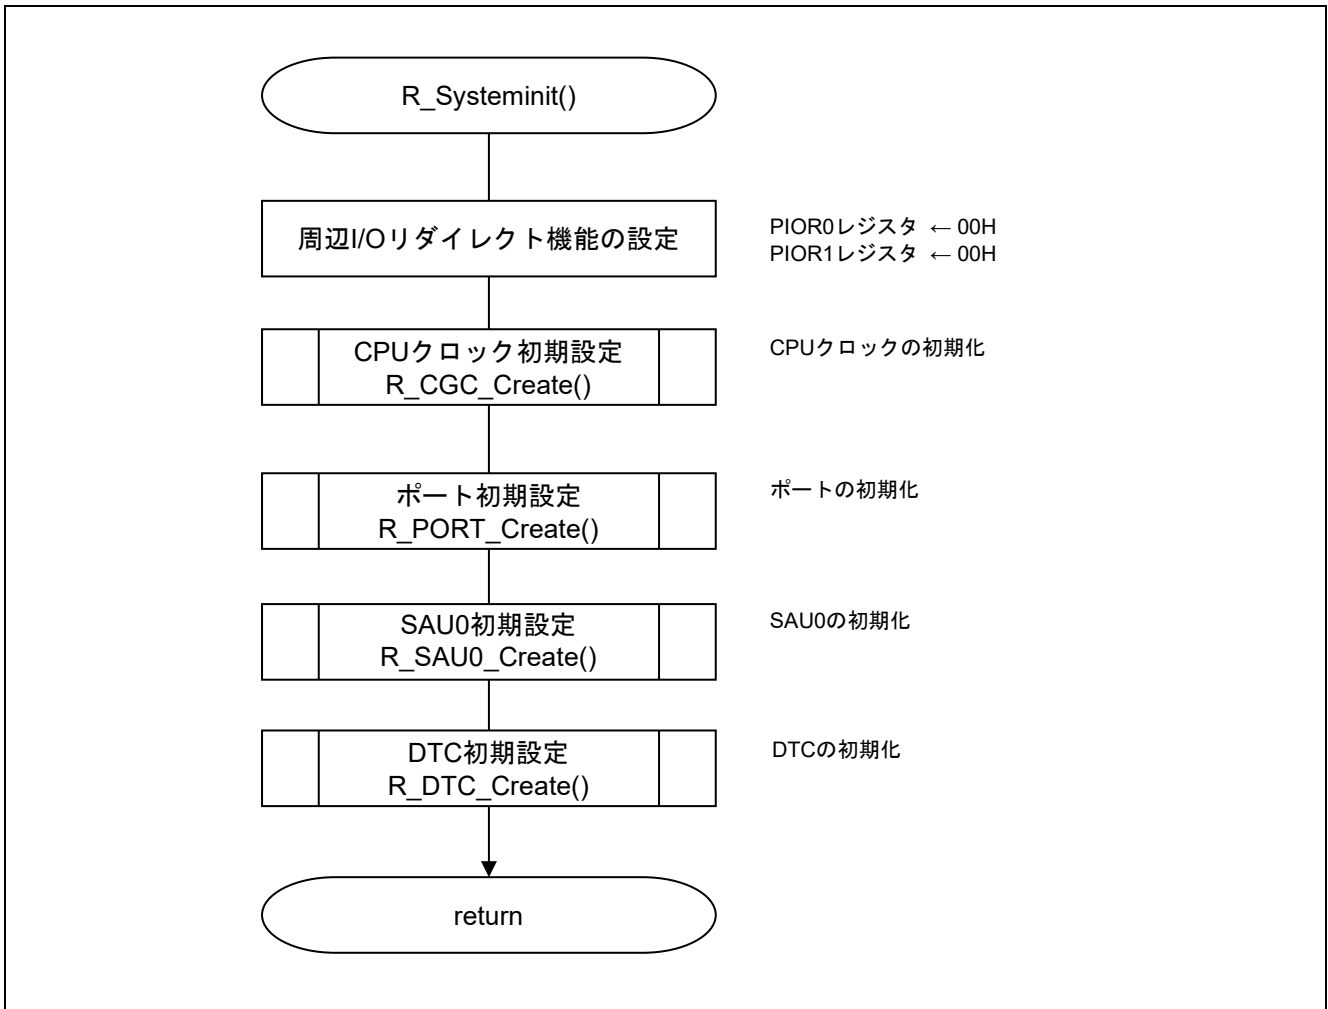 R_Systeminit()
周辺I/Oリダイレクト機能の設定
PIOR0レジスタ ← 00H
PIOR1レジスタ ← 00H
CPUクロック初期設定
R_CGC_Create()
CPUクロックの初期化
ポート初期設定
R_PORT_Create()
ポートの初期化
SAU0初期設定
R_SAU0_Create()
SAU0の初期化
DTC初期設定
R_DTC_Create()
DTCの初期化
return